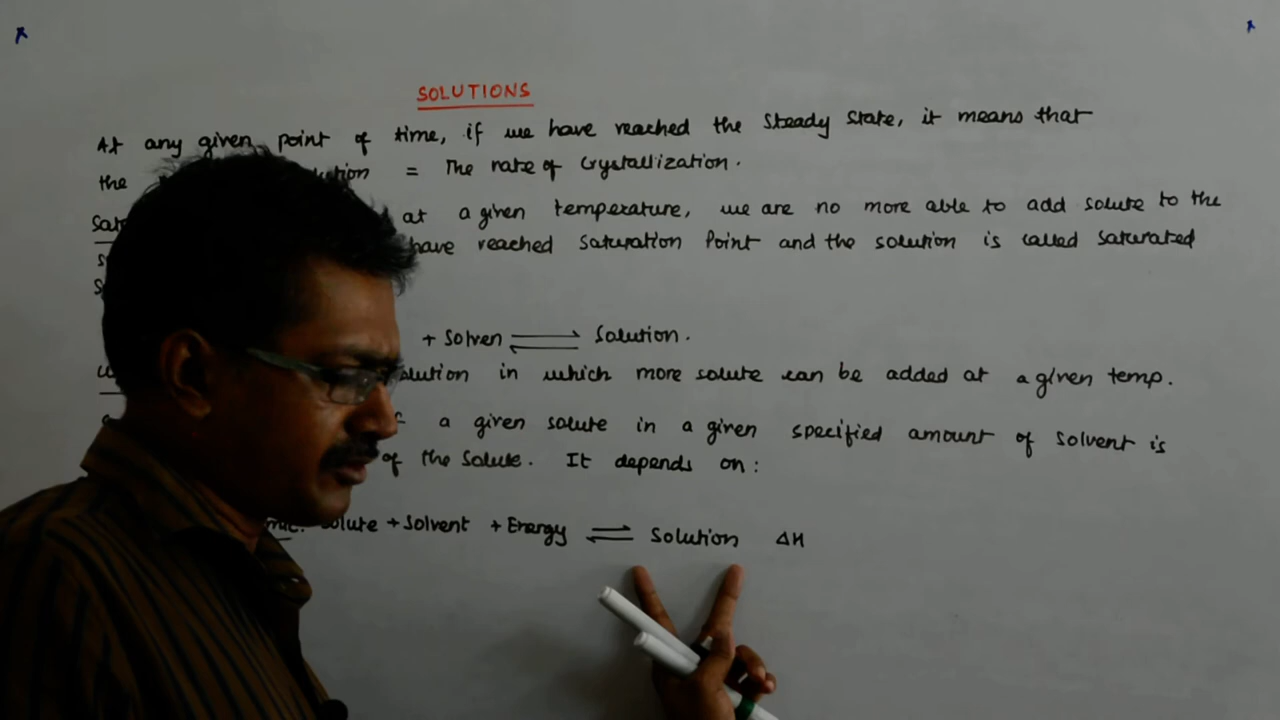 SOLUTIONS
At any given point of time, if we have reached the Steady State, it means that
the = The rate of Crystallization.
at a given temperature, we are no more able to add solute to the
have reached Saturation Point and the solution is called Saturated
+ Solven ⇌ Solution.
in which more solute can be added at a given temp.
a given solute in a given specified amount of solvent is
of the Solute. It depends on:
+ Solvent + Energy ⇌ Solution ΔH